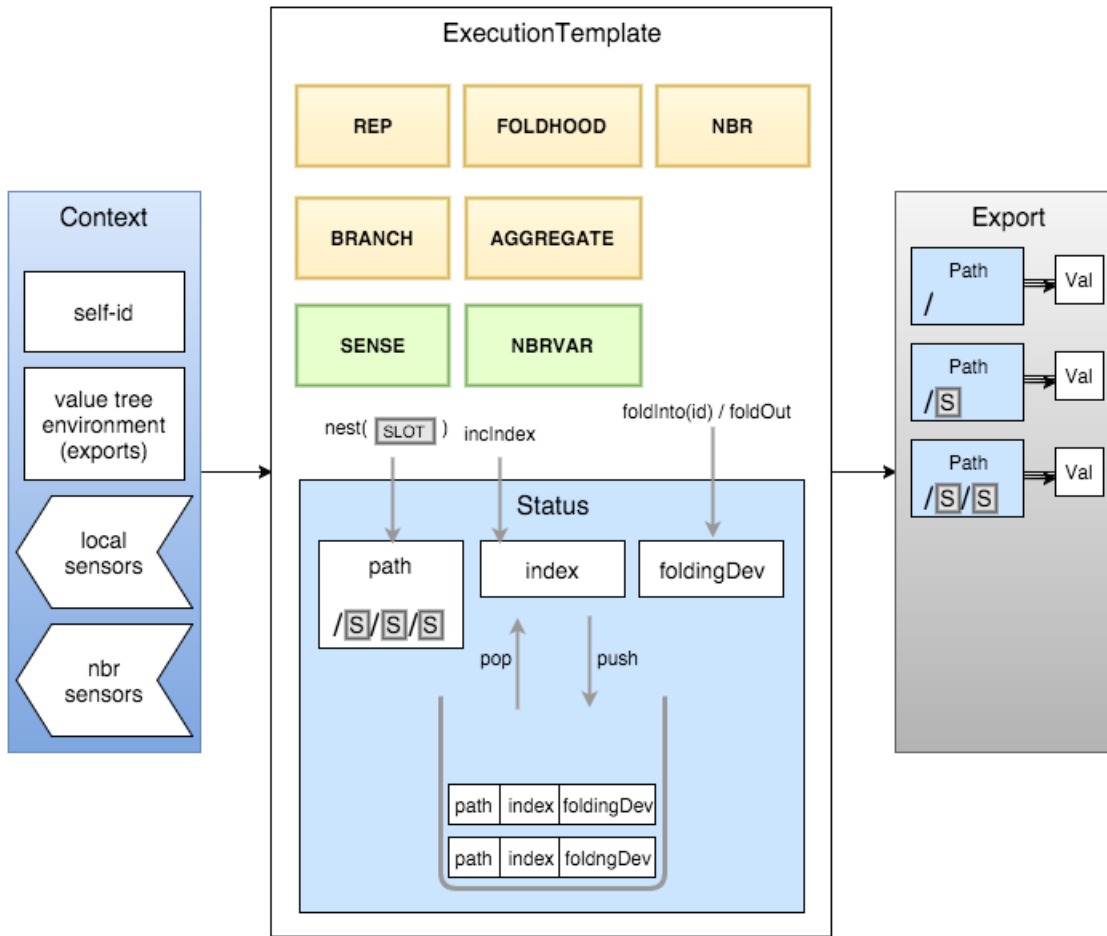 ExecutionTemplate
REP
FOLDHOOD
NBR
BRANCH
AGGREGATE
SENSE
NBRVAR
Context
self-id
value tree
environment
(exports)
local
sensors
nbr
sensors
nest( SLOT )
incIndex
foldInto(id) / foldOut
Status
path
/S/S/S
index
foldingDev
pop
push
path index foldingDev
path index foldngDev
Export
Path
/
Val
Path
/S
Val
Path
/S/S
Val